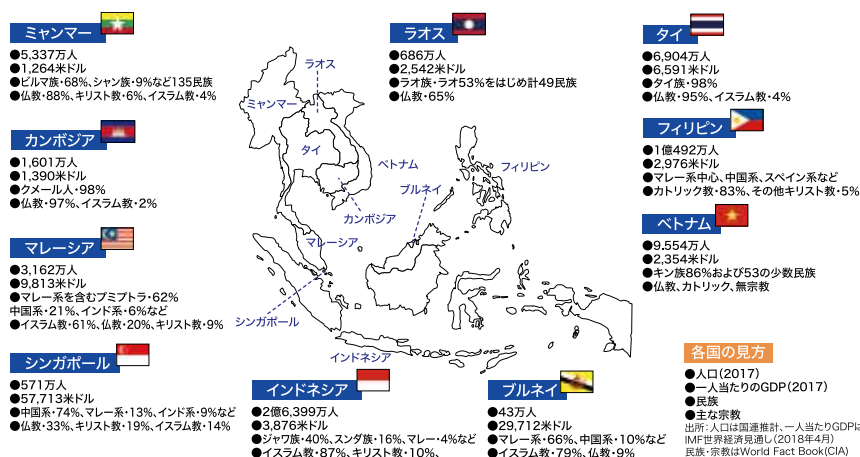 ミャンマー
●5,337万人
●1,264米ドル
●ビルマ族・68%、シャン族・9%など135民族
●仏教・88%、キリスト教・6%、イスラム教・4%
カンボジア
●1,601万人
●1,390米ドル
●クメール人・98%
●仏教・97%、イスラム教・2%
マレーシア
●3,162万人
●9,813米ドル
●マレー系を含むプミプトラ・62%
中国系・21%、インド系・6%など
●イスラム教・61%、仏教・20%、キリスト教・9%
シンガポール
●571万人
●57,713米ドル
●中国系・74%、マレー系・13%、インド系・9%など
●仏教・33%、キリスト教・19%、イスラム教・14%
ラオス
●686万人
●2,542米ドル
●ラオ族・ラオ53%をはじめ計49民族
●仏教・65%
ラオス
ミャンマー
タイ
ベトナム
フィリピン
ブルネイ
カンボジア
マレーシア
シンガポール
インドネシア
インドネシア
●2億6,399万人
●3,876米ドル
●ジャワ族・40%、スンダ族・16%、マレー・4%など
●イスラム教・87%、キリスト教・10%、
ブルネイ
●43万人
●29,712米ドル
●マレー系・66%、中国系・10%など
●イスラム教・79%、仏教・9%
タイ
●6,904万人
●6,591米ドル
●タイ族・98%
●仏教・95%、イスラム教・4%
フィリピン
●1億492万人
●2,976米ドル
●マレー系中心、中国系、スペイン系など
●カトリック教・83%、その他キリスト教・5%
ベトナム
●9.554万人
●2,354米ドル
●キン族86%および53の少数民族
●仏教、カトリック、無宗教
各国の見方
●人口(2017)
●一人当たりのGDP(2017)
●民族
●主な宗教
出所:人口は国連推計、一人当たりGDPは
IMF世界経済見通し(2018年4月)
民族・宗教はWorld Fact Book(CIA)